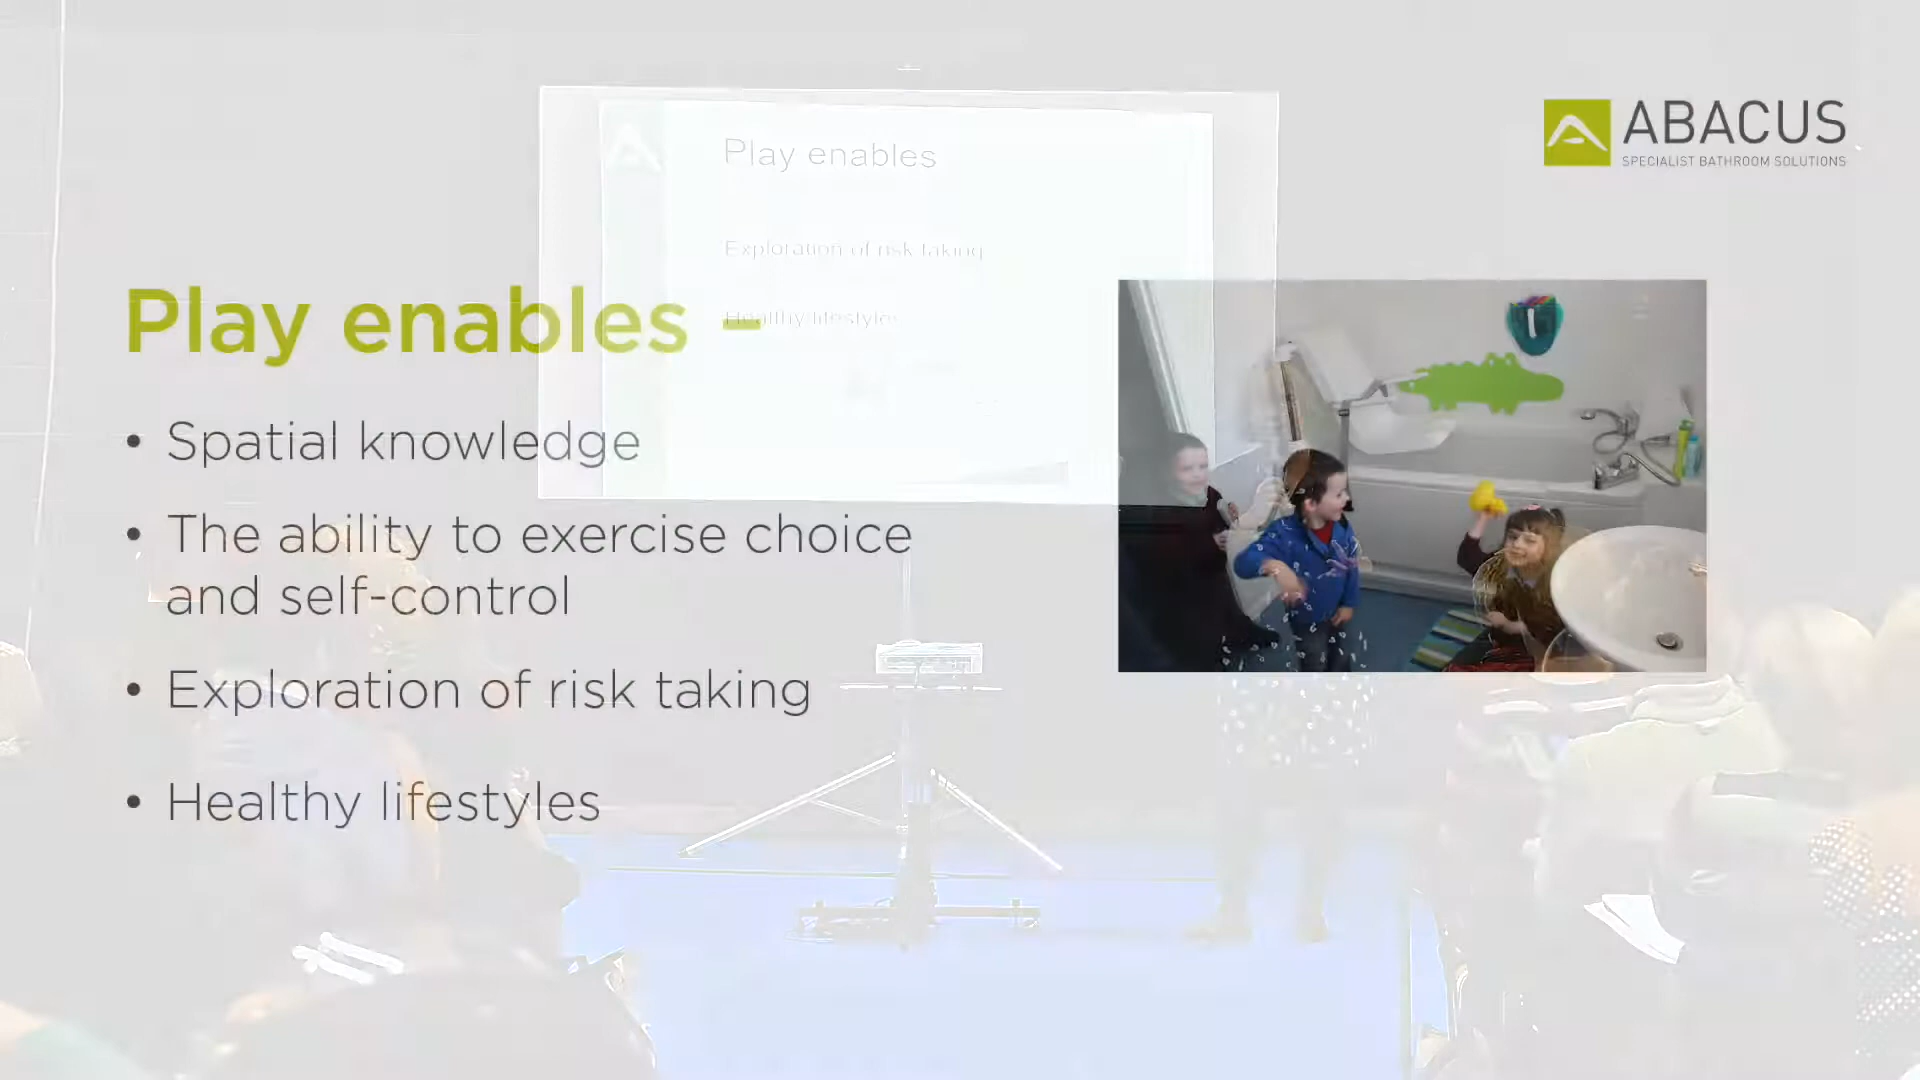 ABACUS
SPECIALIST BATHROOM SOLUTIONS
Play enables
Exploration of risk taking
Healthy lifestyles
Play enables
• Spatial knowledge
• The ability to exercise choice
and self-control
• Exploration of risk taking
• Healthy lifestyles